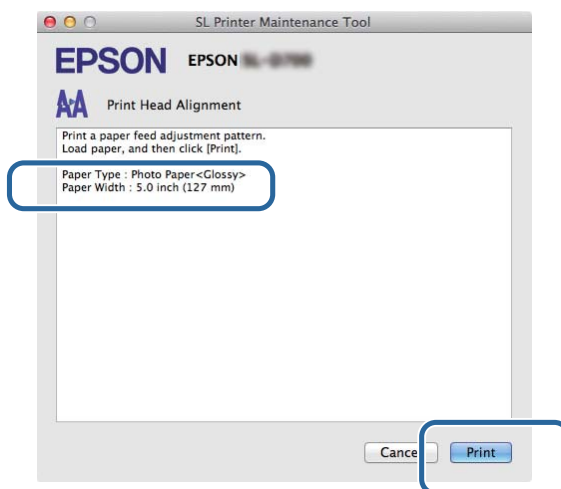 SL Printer Maintenance Tool
EPSON EPSON
Print Head Alignment
Print a paper feed adjustment pattern.
Load paper, and then click [Print].
Paper Type : Photo Paper<Glossy>
Paper Width : 5.0 inch (127 mm)
Cancel Print